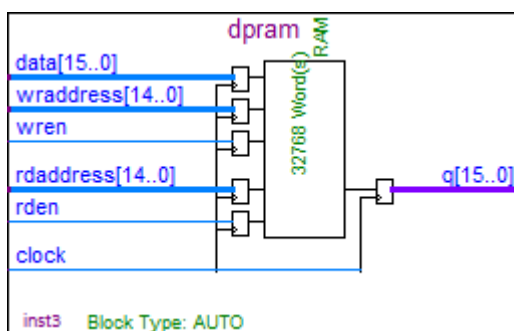 dpram
data[15..0]
wraddress[14..0]
wren
rdaddress[14..0]
rden
clock
32768 Word(s)
RAM
q[15..0]
inst3
Block Type: AUTO